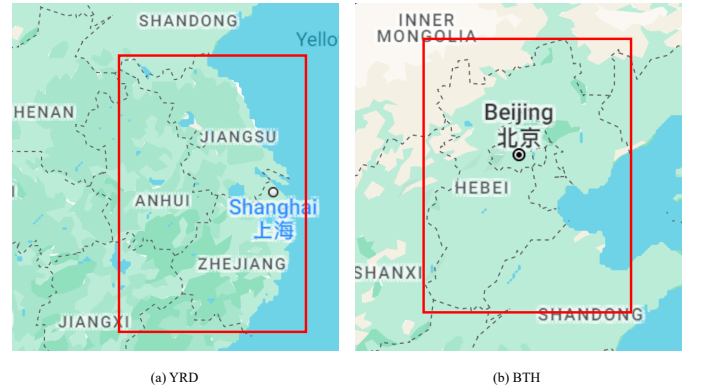 SHANDONG
Yello
HENAN
JIANGSU
I
ANHUI
Shanghai
上海
ZHEJIANG
JIANGXI
(a) YRD
INNER
MONGOLIA
Beijing
北京
HEBEI
SHANXI
SHANDONG
(b) BTH